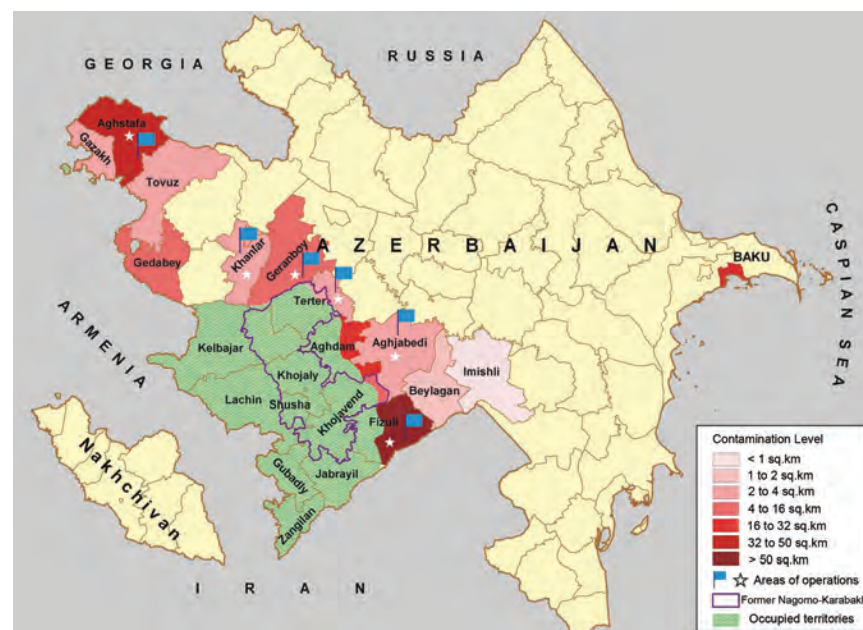 GEORGIA
RUSSIA
Aghstafa
Gazakh
Tovuz
Gedabey
Khanlar
Geranboy
AZERBAIJAN
BAKU
CASPIAN SEA
Terter
ARMENIA
Kelbajar
Aghdam
Aghjabedi
Khojaly
Imishli
Lachin
Shusha
Khojavend
Beylagan
Fizuli
Gubadly
Jabrayil
Zangilan
Nakhchivan
IRAN
Contamination Level
< 1 sq.km
1 to 2 sq.km
2 to 4 sq.km
4 to 16 sq.km
16 to 32 sq.km
32 to 50 sq.km
> 50 sq.km
Areas of operations
Former Nagorno-Karabakh
Occupied territories